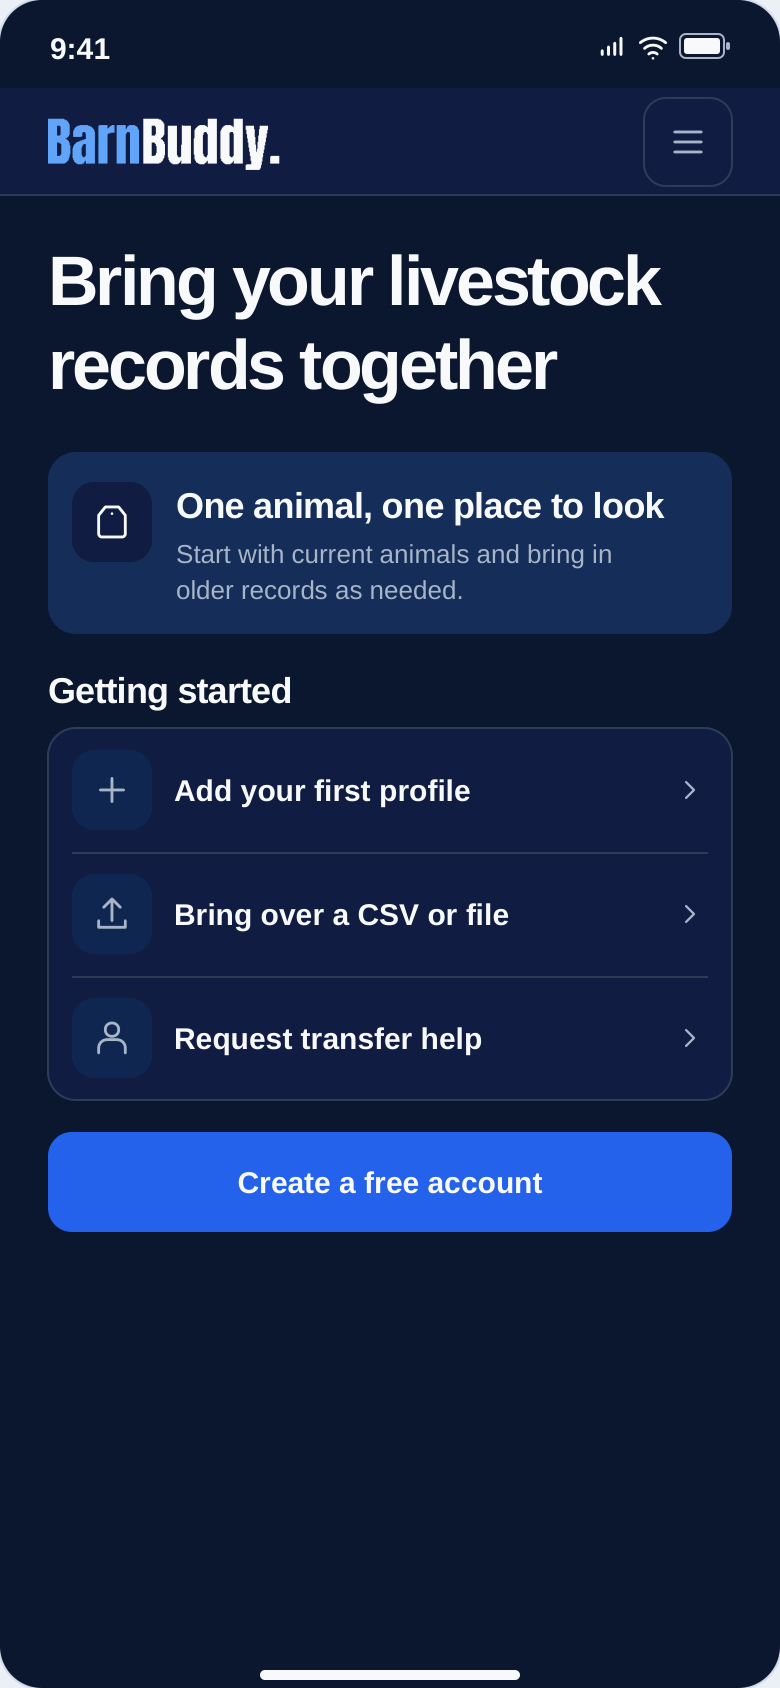 9:41
BarnBuddy.
Bring your livestock
records together
One animal, one place to look
Start with current animals and bring in
older records as needed.
Getting started
Add your first profile
Bring over a CSV or file
Request transfer help
Create a free account